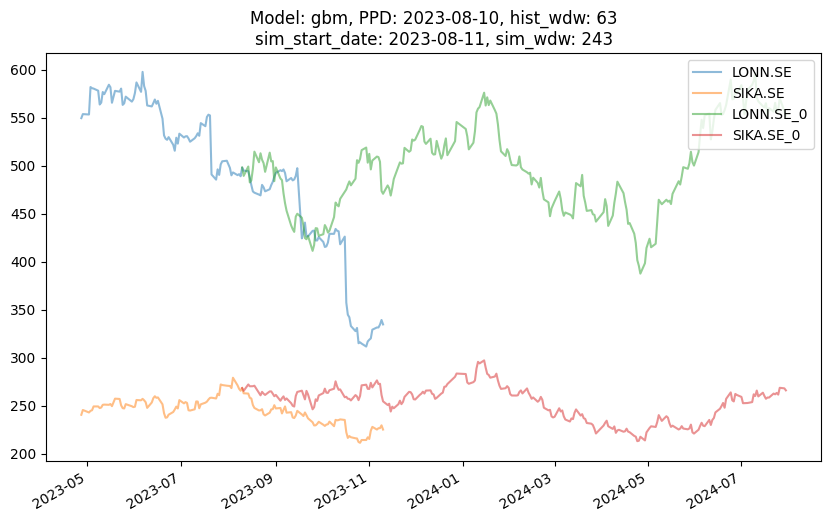 Model: gbm, PPD: 2023-08-10, hist_wdw: 63
sim_start_date: 2023-08-11, sim_wdw: 243
600
550
500
450
400
350
300
250
200
LONN.SE
SIKA.SE
LONN.SE_0
SIKA.SE_0
2023-05
2023-07
2023-09
2023-11
2024-01
2024-03
2024-05
2024-07